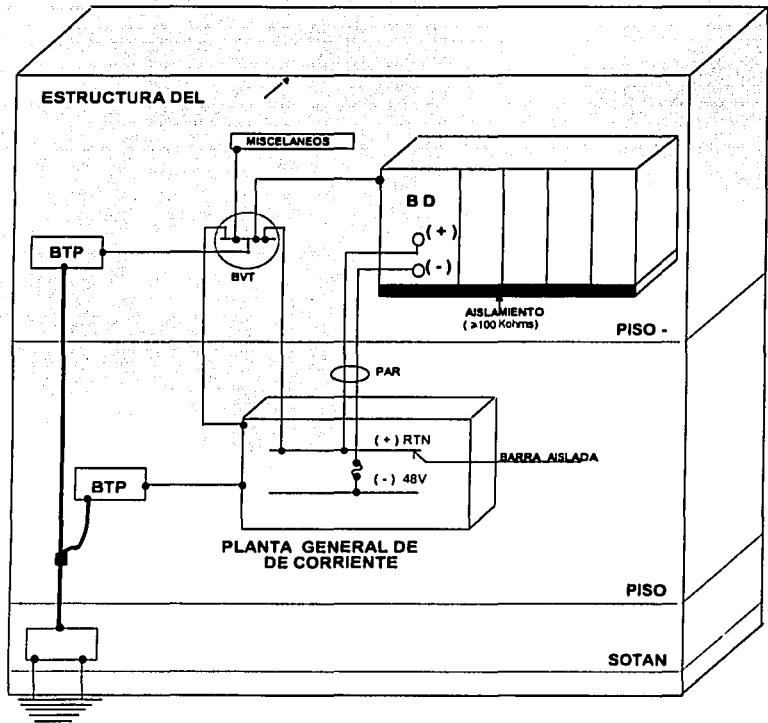 ESTRUCTURA DEL
MISCELANEOS
B D
(+)
(-)
BTP
BVT
AISLAMIENTO
(≥100 Kohms)
PISO -
PAR
(+) RTN
BARRA AISLADA
(-) 48V
BTP
PLANTA GENERAL DE
DE CORRIENTE
PISO
SOTAN